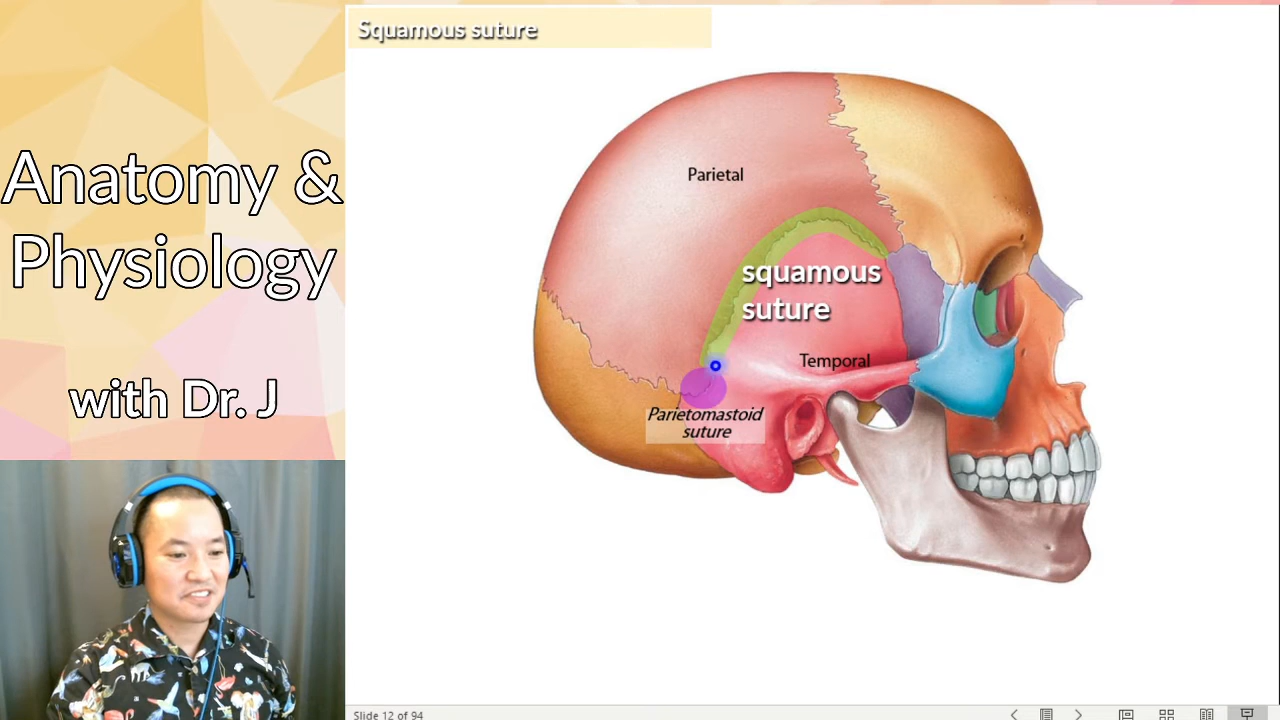 Squamous suture
Anatomy &
Physiology
with Dr. J
Parietal
squamous
suture
Temporal
Parietomastoid
suture
Slide 12 of 94